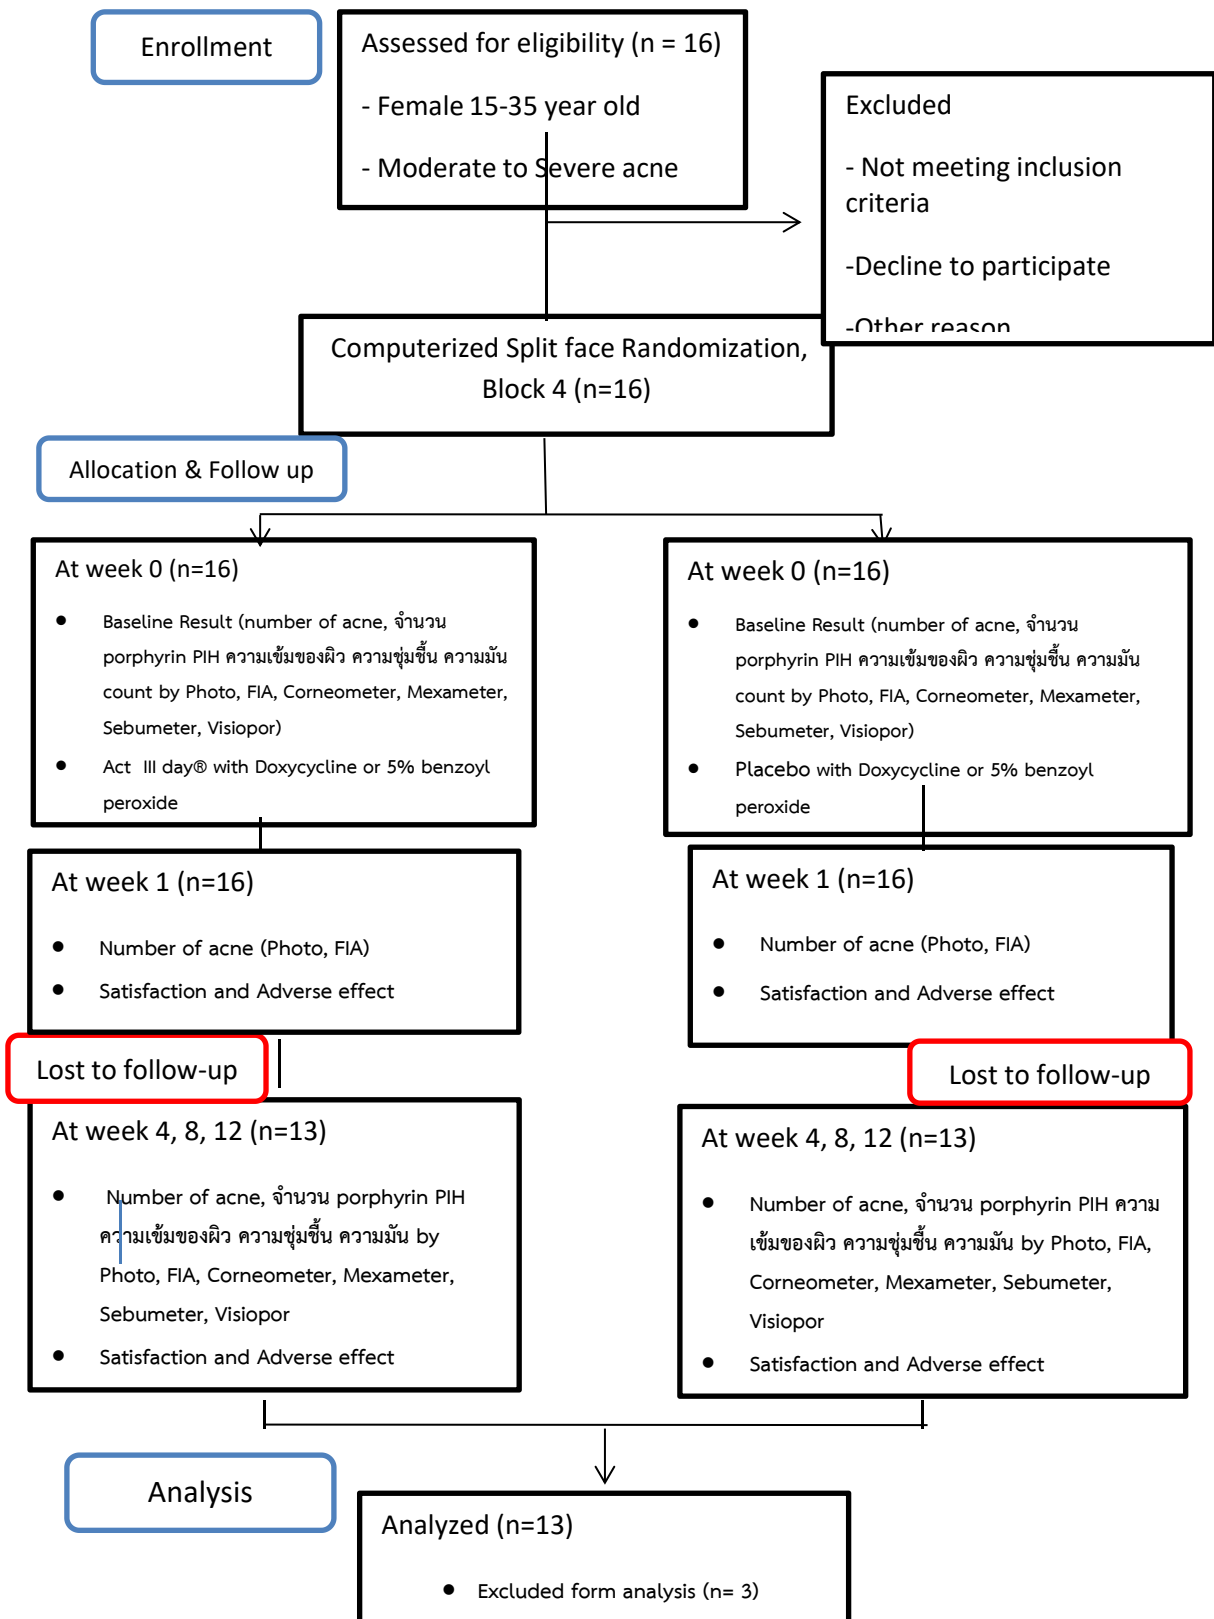 Enrollment
Assessed for eligibility (n = 16)
- Female 15-35 year old
- Moderate to Severe acne
Excluded
- Not meeting inclusion
criteria
-Decline to participate
-Other reason
Computerized Split face Randomization,
Block 4 (n=16)
Allocation & Follow up
At week 0 (n=16)
● Baseline Result (number of acne, จำนวน
porphyrin PIH ความเข้มของผิว ความชุ่มชื้น ความมัน
count by Photo, FIA, Corneometer, Mexameter,
Sebumeter, Visiopor)
● Act III day® with Doxycycline or 5% benzoyl
peroxide
At week 0 (n=16)
● Baseline Result (number of acne, จำนวน
porphyrin PIH ความเข้มของผิว ความชุ่มชื้น ความมัน
count by Photo, FIA, Corneometer, Mexameter,
Sebumeter, Visiopor)
● Placebo with Doxycycline or 5% benzoyl
peroxide
At week 1 (n=16)
● Number of acne (Photo, FIA)
● Satisfaction and Adverse effect
At week 1 (n=16)
● Number of acne (Photo, FIA)
● Satisfaction and Adverse effect
Lost to follow-up
Lost to follow-up
At week 4, 8, 12 (n=13)
● Number of acne, จำนวน porphyrin PIH
ความเข้มของผิว ความชุ่มชื้น ความมัน by
Photo, FIA, Corneometer, Mexameter,
Sebumeter, Visiopor
● Satisfaction and Adverse effect
At week 4, 8, 12 (n=13)
● Number of acne, จำนวน porphyrin PIH ความ
เข้มของผิว ความชุ่มชื้น ความมัน by Photo, FIA,
Corneometer, Mexameter, Sebumeter,
Visiopor
● Satisfaction and Adverse effect
Analysis
Analyzed (n=13)
● Excluded form analysis (n= 3)